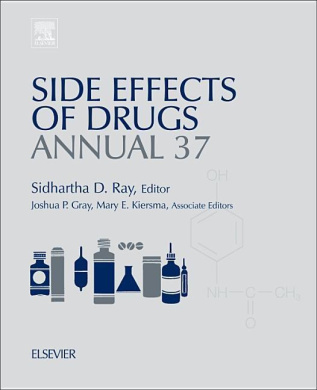 SIDE EFFECTS
OF DRUGS
ANNUAL 37
Sidhartha D. Ray, Editor
Joshua P. Gray, Mary E. Kiersma, Associate Editors
OH
NH
C
CH₃
O
ELSEVIER